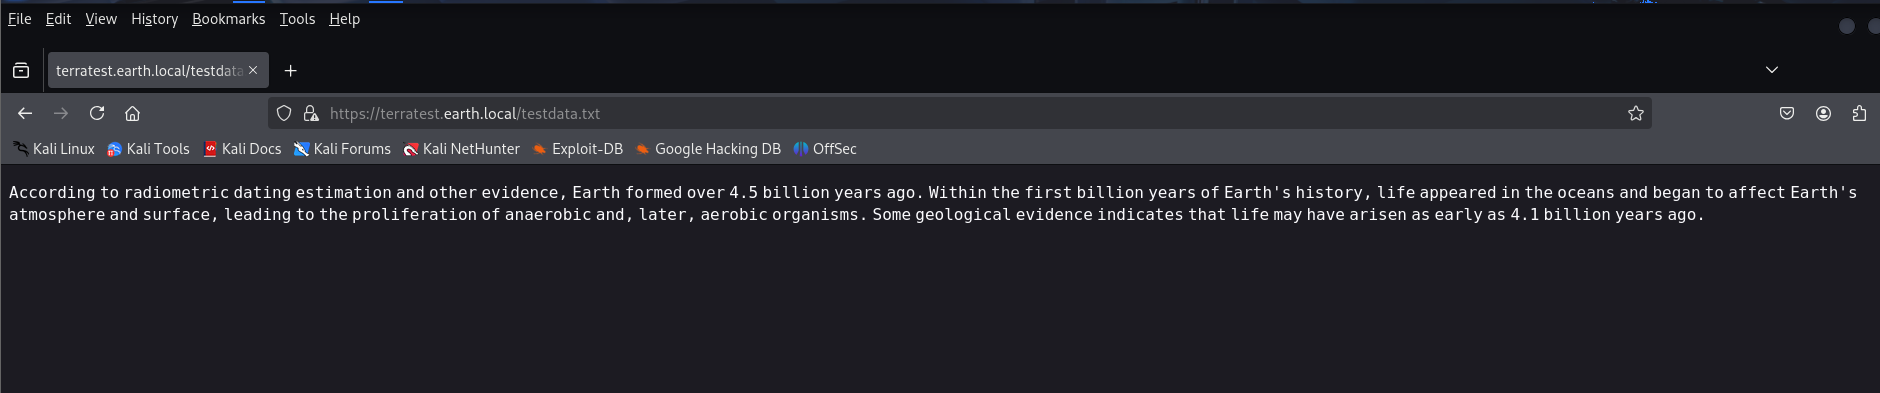 File Edit View History Bookmarks Tools Help
terratest.earth.local/testdata
https://terratest.earth.local/testdata.txt
Kali Linux Kali Tools Kali Docs Kali Forums Kali NetHunter Exploit-DB Google Hacking DB OffSec
According to radiometric dating estimation and other evidence, Earth formed over 4.5 billion years ago. Within the first billion years of Earth's history, life appeared in the oceans and began to affect Earth's
atmosphere and surface, leading to the proliferation of anaerobic and, later, aerobic organisms. Some geological evidence indicates that life may have arisen as early as 4.1 billion years ago.